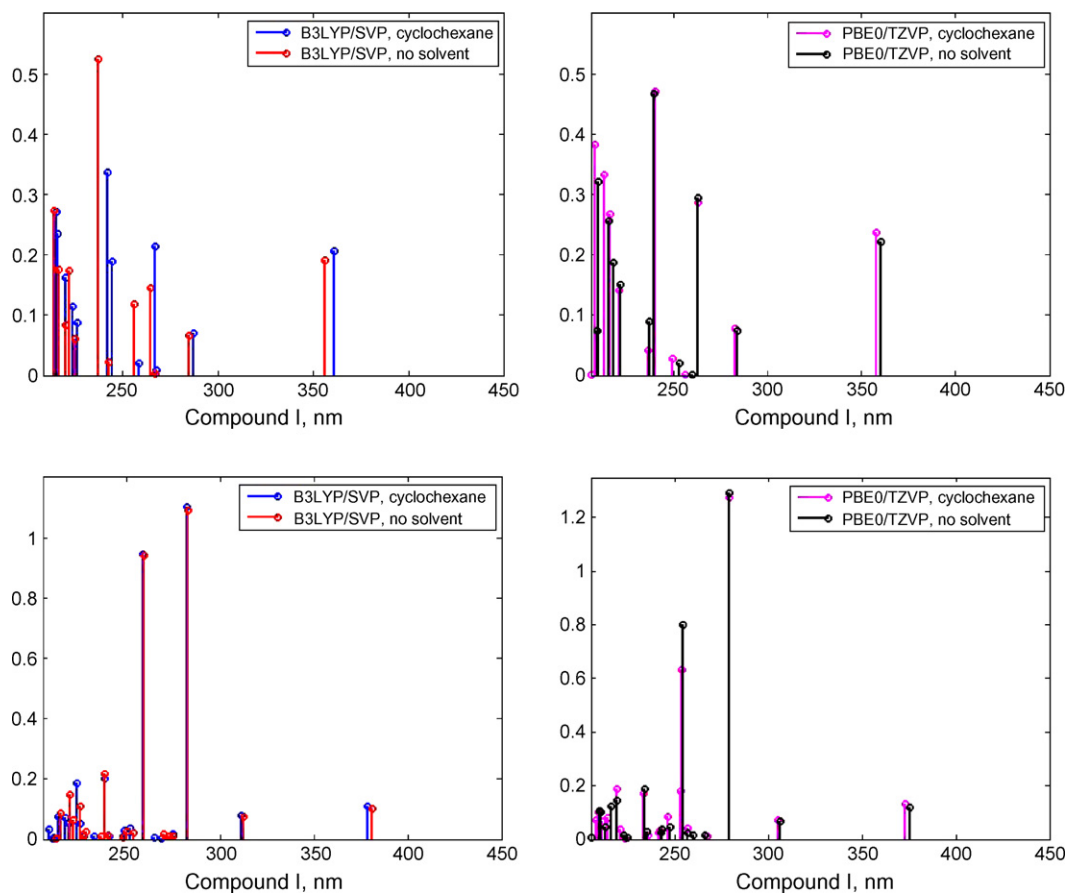 B3LYP/SVP, cyclochexane
B3LYP/SVP, no solvent
0.5
0.4
0.3
0.2
0.1
0
250 300 350 400 450
Compound I, nm
PBE0/TZVP, cyclochexane
PBE0/TZVP, no solvent
0.5
0.4
0.3
0.2
0.1
0
250 300 350 400 450
Compound I, nm
B3LYP/SVP, cyclochexane
B3LYP/SVP, no solvent
1
0.8
0.6
0.4
0.2
0
250 300 350 400 450
Compound I, nm
PBE0/TZVP, cyclochexane
PBE0/TZVP, no solvent
1.2
1
0.8
0.6
0.4
0.2
0
250 300 350 400 450
Compound I, nm